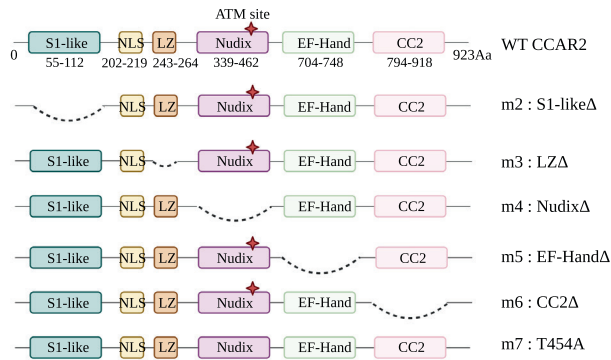 ATM site
S1-like NLS LZ Nudix EF-Hand CC2 WT CCAR2
0 55-112 202-219 243-264 339-462 704-748 794-918 923Aa
NLS LZ Nudix EF-Hand CC2 m2 : S1-likeΔ
S1-like NLS Nudix EF-Hand CC2 m3 : LZΔ
S1-like NLS LZ EF-Hand CC2 m4 : NudixΔ
S1-like NLS LZ Nudix CC2 m5 : EF-HandΔ
S1-like NLS LZ Nudix EF-Hand m6 : CC2Δ
S1-like NLS LZ Nudix EF-Hand CC2 m7 : T454A